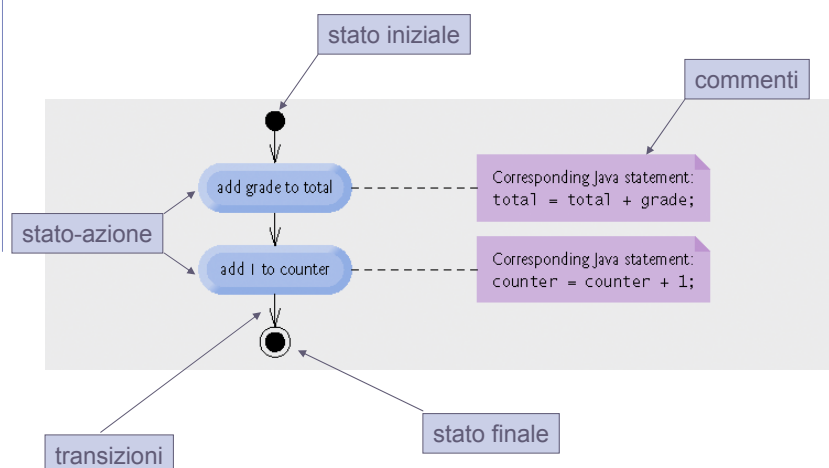 stato iniziale
commenti
add grade to total
Corresponding Java statement:
total = total + grade;
stato-azione
add 1 to counter
Corresponding Java statement:
counter = counter + 1;
stato finale
transizioni